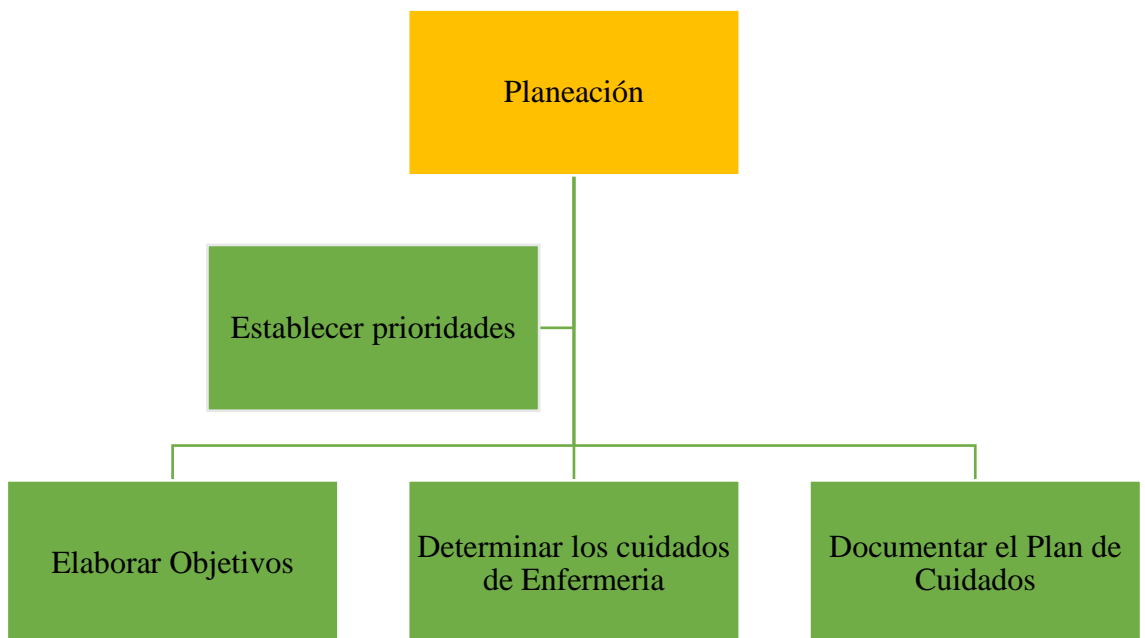 Planeación
Establecer prioridades
Elaborar Objetivos
Determinar los cuidados
de Enfermeria
Documentar el Plan de
Cuidados